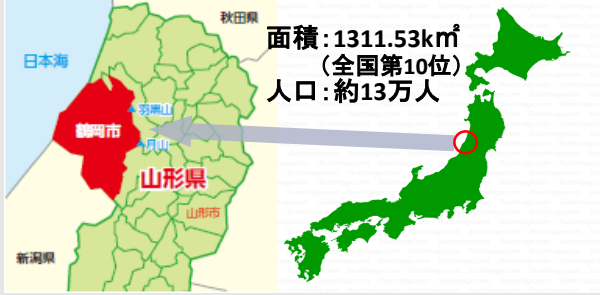 秋田県
面積：1311.53k㎡
（全国第10位）
人口：約13万人
日本海
羽黒山
鶴岡市
月山
山形県
山形市
新潟県